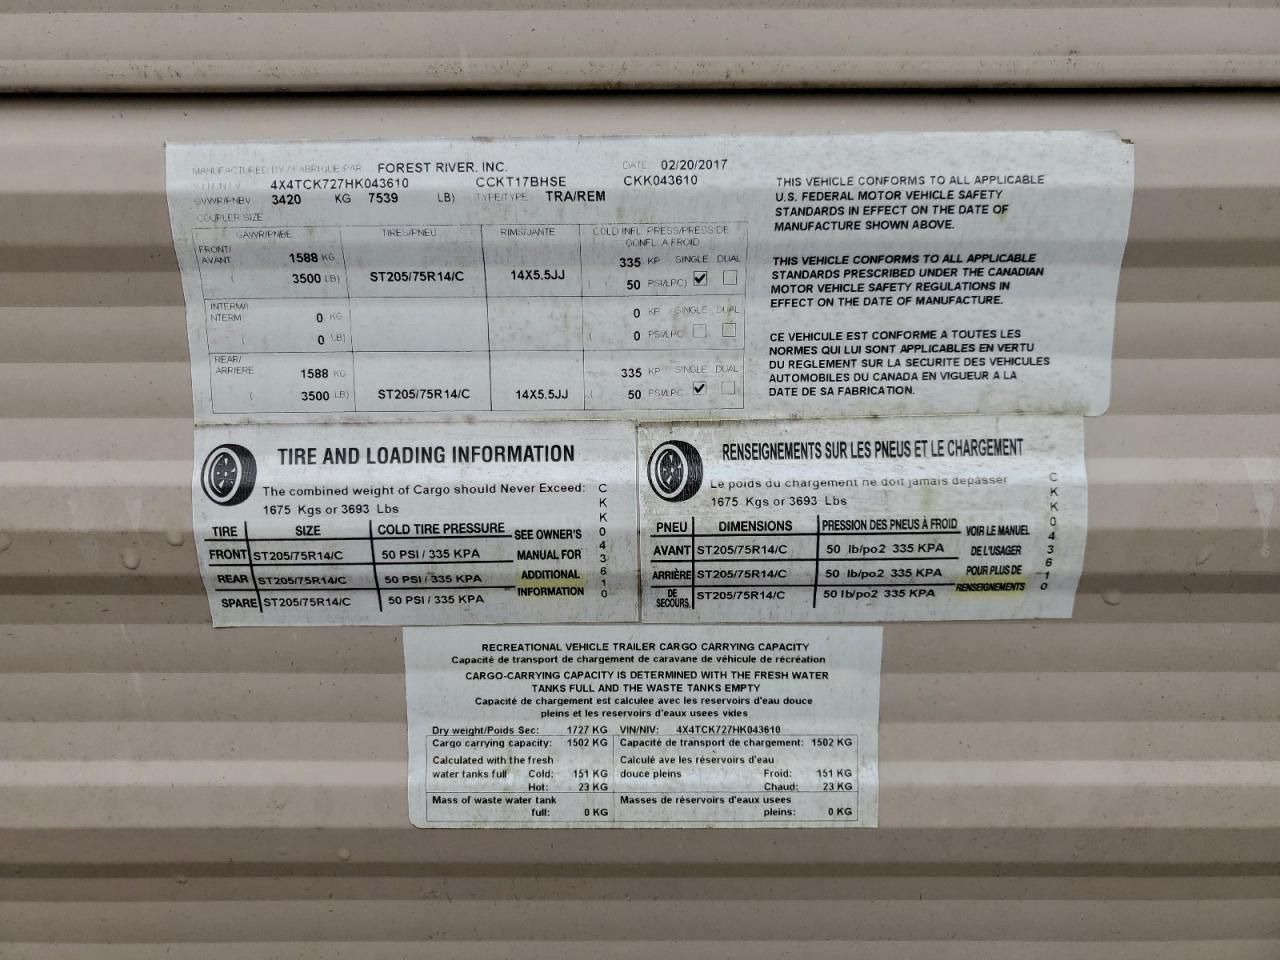 MANUFACTURED BY / FABRIQUE PAR FOREST RIVER, INC. DATE 02/20/2017
VIN/N.I.V 4X4TCK727HK043610 CCKT17BHSE CKK043610
GVWR/PNBV 3420 KG 7539 LB) TYPE/TYPE TRA/REM
COUPLER SIZE
GAWR/PNBE TIRES/PNEU RIMS/JANTE COLD INFL. PRESS/PRESS DE
GONFL. A FROID
FRONT/
AVANT 1588 KG 335 KP SINGLE DUAL
( 3500 LB) ST205/75R14/C 14X5.5JJ ( 50 PSI/LPC)
INTERM/I
NTERM 0 KG 0 KP SINGLE DUAL
( 0 LB) ( 0 PSI/LPC
REAR/
ARRIERE 1588 KG 335 KP SINGLE DUAL
( 3500 LB) ST205/75R14/C 14X5.5JJ ( 50 PSI/LPC
THIS VEHICLE CONFORMS TO ALL APPLICABLE
U.S. FEDERAL MOTOR VEHICLE SAFETY
STANDARDS IN EFFECT ON THE DATE OF
MANUFACTURE SHOWN ABOVE.
THIS VEHICLE CONFORMS TO ALL APPLICABLE
STANDARDS PRESCRIBED UNDER THE CANADIAN
MOTOR VEHICLE SAFETY REGULATIONS IN
EFFECT ON THE DATE OF MANUFACTURE.
CE VEHICULE EST CONFORME A TOUTES LES
NORMES QUI LUI SONT APPLICABLES EN VERTU
DU REGLEMENT SUR LA SECURITE DES VEHICULES
AUTOMOBILES DU CANADA EN VIGUEUR A LA
DATE DE SA FABRICATION.
TIRE AND LOADING INFORMATION
The combined weight of Cargo should Never Exceed:
1675 Kgs or 3693 Lbs
TIRE SIZE COLD TIRE PRESSURE
FRONT ST205/75R14/C 50 PSI / 335 KPA
REAR ST205/75R14/C 50 PSI / 335 KPA
SPARE ST205/75R14/C 50 PSI / 335 KPA
SEE OWNER'S
MANUAL FOR
ADDITIONAL
INFORMATION
CKK043610
RENSEIGNEMENTS SUR LES PNEUS ET LE CHARGEMENT
Le poids du chargement ne doit jamais depasser
1675 Kgs or 3693 Lbs
PNEU DIMENSIONS PRESSION DES PNEUS À FROID
AVANT ST205/75R14/C 50 lb/po2 335 KPA
ARRIÈRE ST205/75R14/C 50 lb/po2 335 KPA
DE
SECOURS. ST205/75R14/C 50 lb/po2 335 KPA
VOIR LE MANUEL
DE L'USAGER
POUR PLUS DE
RENSEIGNEMENTS
CKK043610
RECREATIONAL VEHICLE TRAILER CARGO CARRYING CAPACITY
Capacité de transport de chargement de caravane de véhicule de récréation
CARGO-CARRYING CAPACITY IS DETERMINED WITH THE FRESH WATER
TANKS FULL AND THE WASTE TANKS EMPTY
Capacité de chargement est calculee avec les reservoirs d'eau douce
pleins et les reservoirs d'eaux usees vides
Dry weight/Poids Sec: 1727 KG VIN/NIV: 4X4TCK727HK043610
Cargo carrying capacity: 1502 KG Capacité de transport de chargement: 1502 KG
Calculated with the fresh Calculé ave les réservoirs d'eau
water tanks full Cold: 151 KG douce pleins Froid: 151 KG
Hot: 23 KG Chaud: 23 KG
Mass of waste water tank Masses de réservoirs d'eaux usees
full: 0 KG pleins: 0 KG